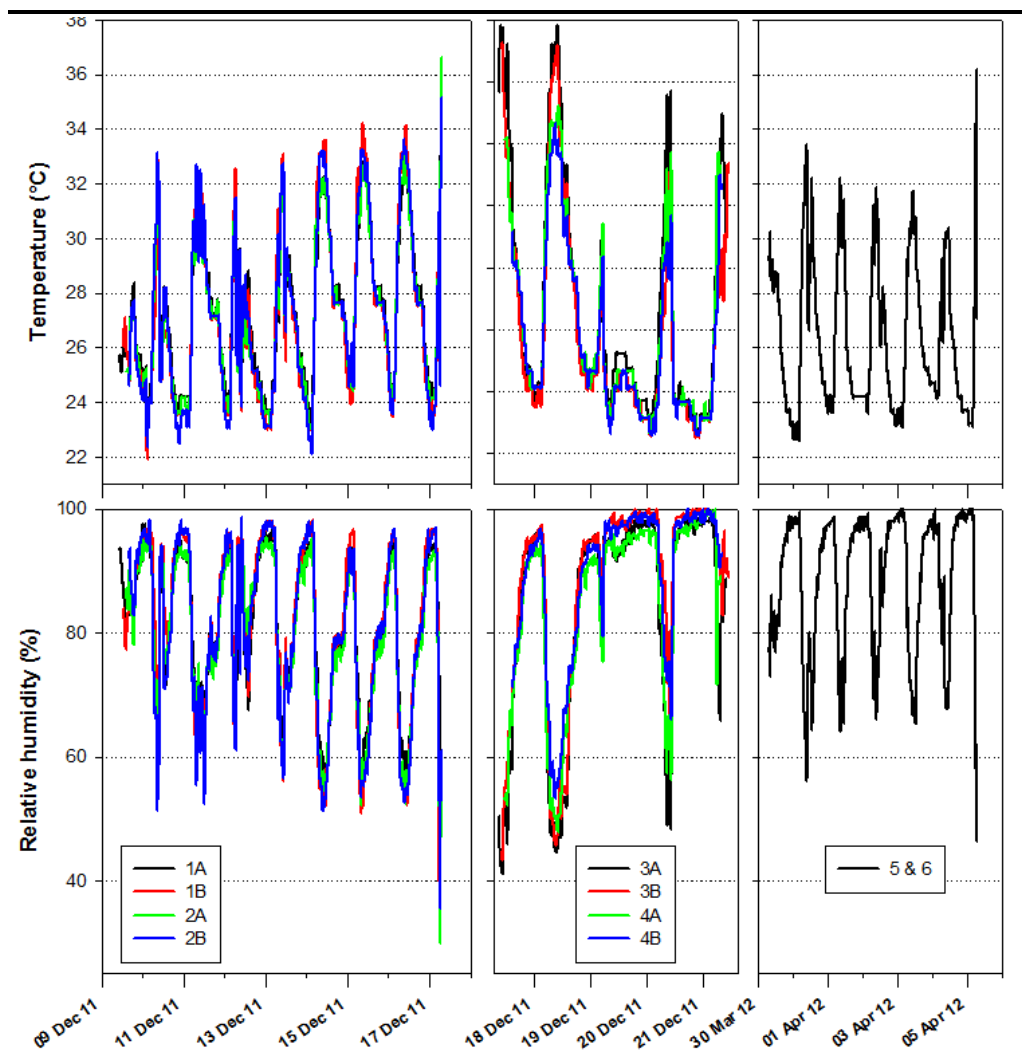 38
36
34
32
30
28
26
24
22
Temperature (°C)
100
80
60
40
Relative humidity (%)
1A
1B
2A
2B
3A
3B
4A
4B
5 & 6
09 Dec 11
11 Dec 11
13 Dec 11
15 Dec 11
17 Dec 11
18 Dec 11
19 Dec 11
20 Dec 11
21 Dec 11
30 Mar 12
01 Apr 12
03 Apr 12
05 Apr 12